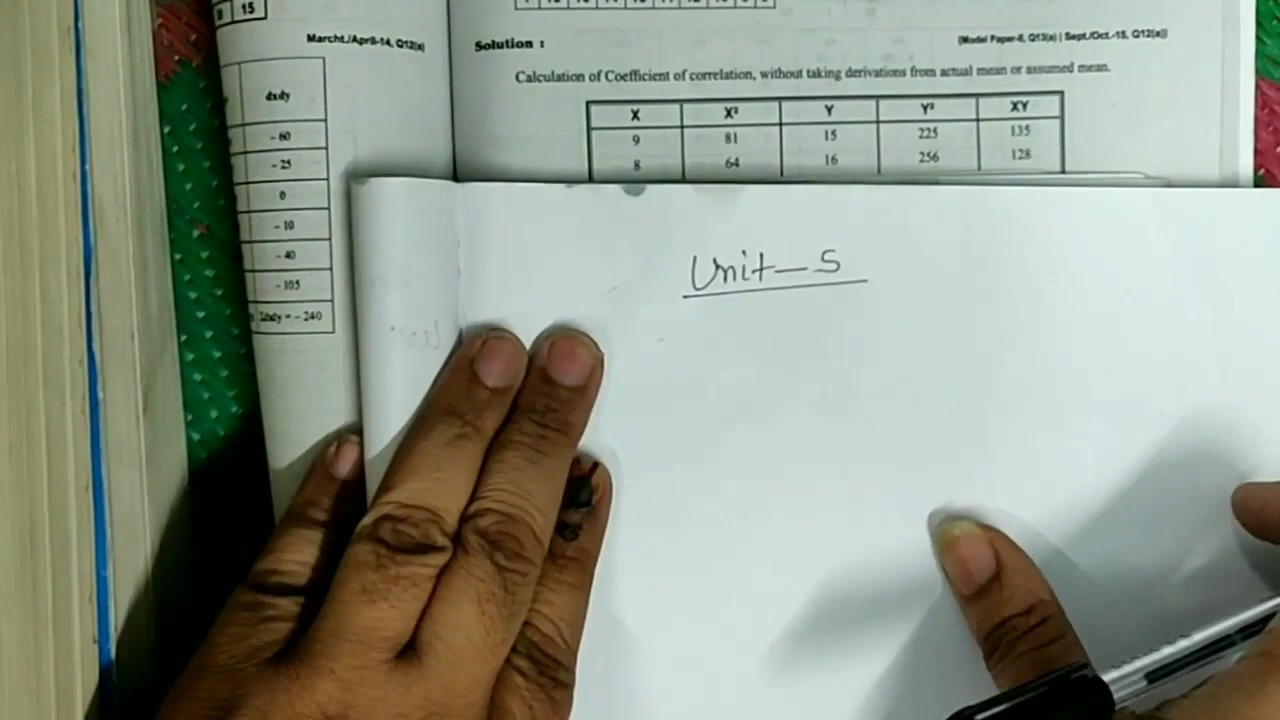 15
Marcht./April-14, Q12(a)
dxdy
- 60
- 25
0
- 10
- 40
- 105
= - 240
Solution :
[Model Paper-II, Q13(a) | Sept./Oct.-15, Q12(a)]
Calculation of Coefficient of correlation, without taking derivations from actual mean or assumed mean.
X X² Y Y² XY
9 81 15 225 135
8 64 16 256 128
Unit-5